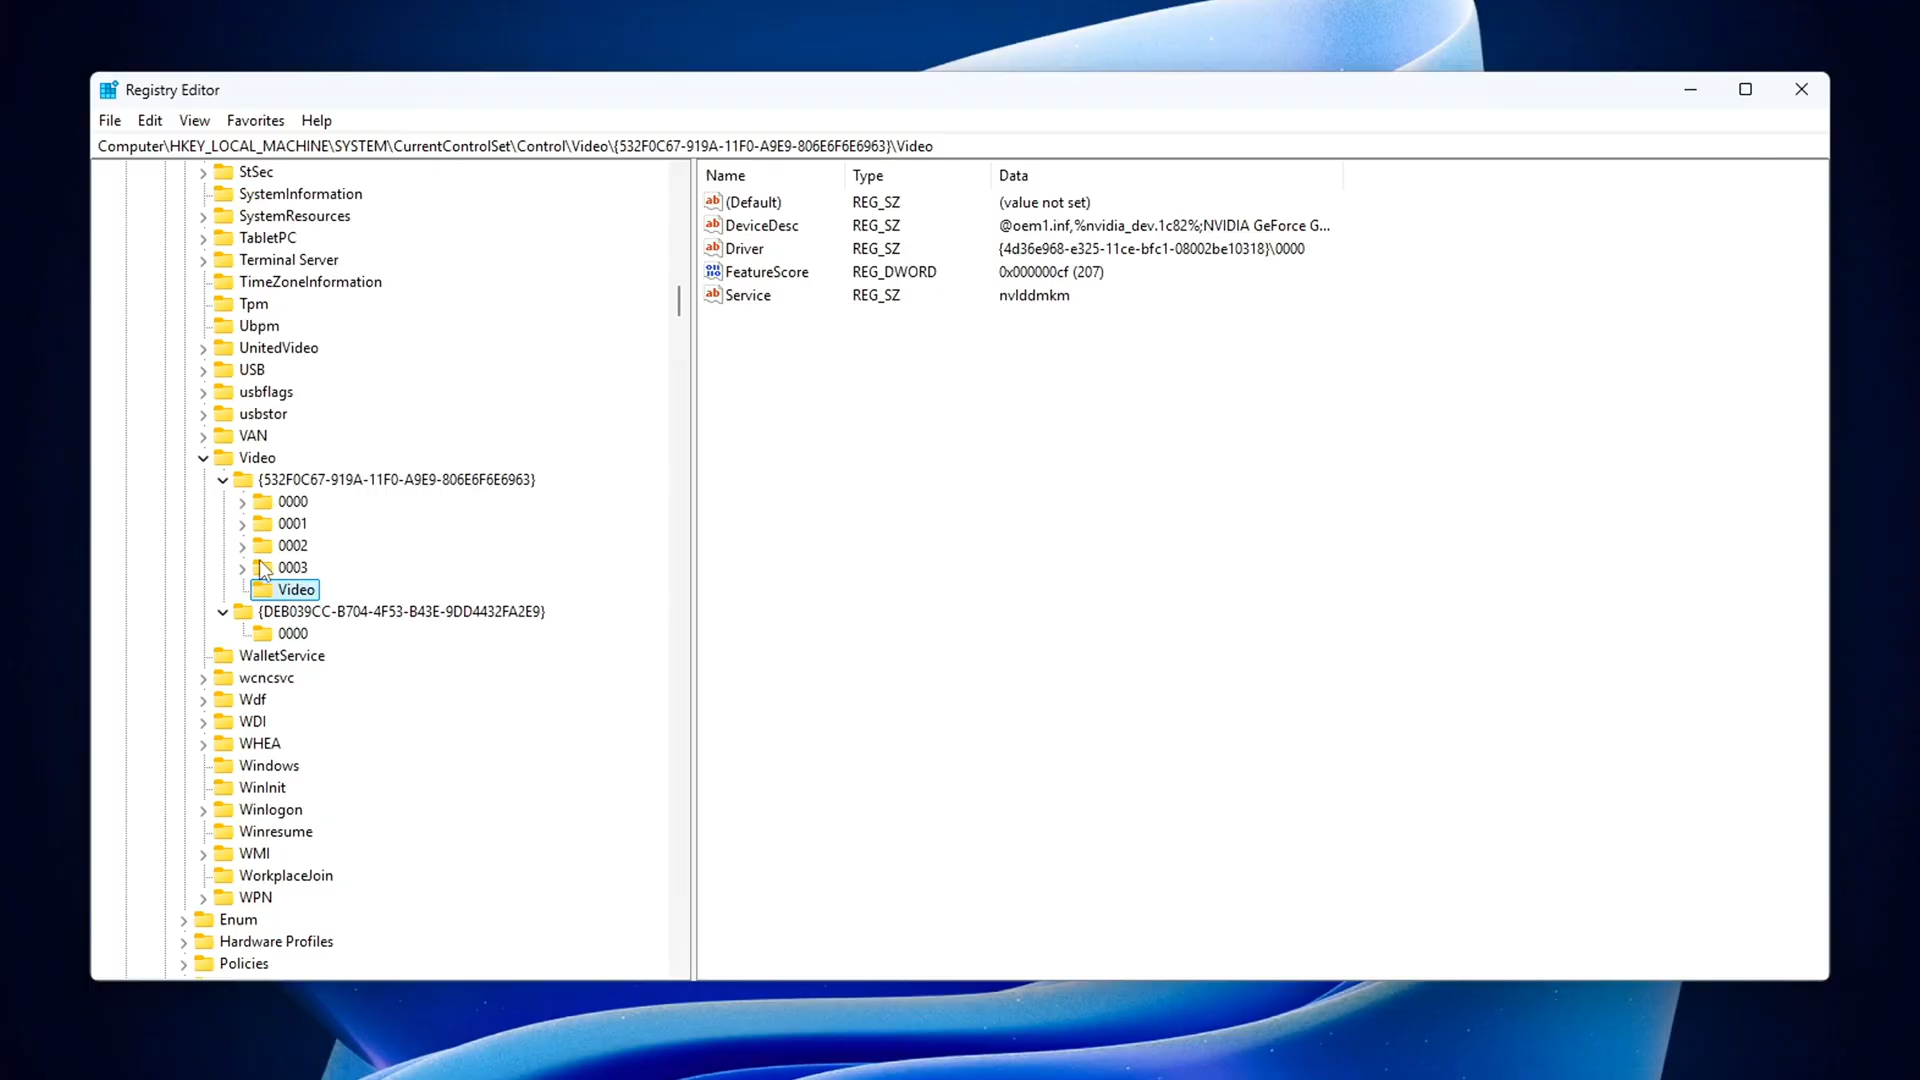 Registry Editor
File Edit View Favorites Help
Computer\HKEY_LOCAL_MACHINE\SYSTEM\CurrentControlSet\Control\Video\{532F0C67-919A-11F0-A9E9-806E6F6E6963}\Video
StSec
SystemInformation
SystemResources
TabletPC
Terminal Server
TimeZoneInformation
Tpm
Ubpm
UnitedVideo
USB
usbflags
usbstor
VAN
Video
{532F0C67-919A-11F0-A9E9-806E6F6E6963}
0000
0001
0002
0003
Video
{DEB039CC-B704-4F53-B43E-9DD4432FA2E9}
0000
WalletService
wcncsvc
Wdf
WDI
WHEA
Windows
WinInit
Winlogon
Winresume
WMI
WorkplaceJoin
WPN
Enum
Hardware Profiles
Policies
Name Type Data
(Default) REG_SZ (value not set)
DeviceDesc REG_SZ @oem1.inf,%nvidia_dev.1c82%;NVIDIA GeForce G...
Driver REG_SZ {4d36e968-e325-11ce-bfc1-08002be10318}\0000
FeatureScore REG_DWORD 0x000000cf (207)
Service REG_SZ nvlddmkm